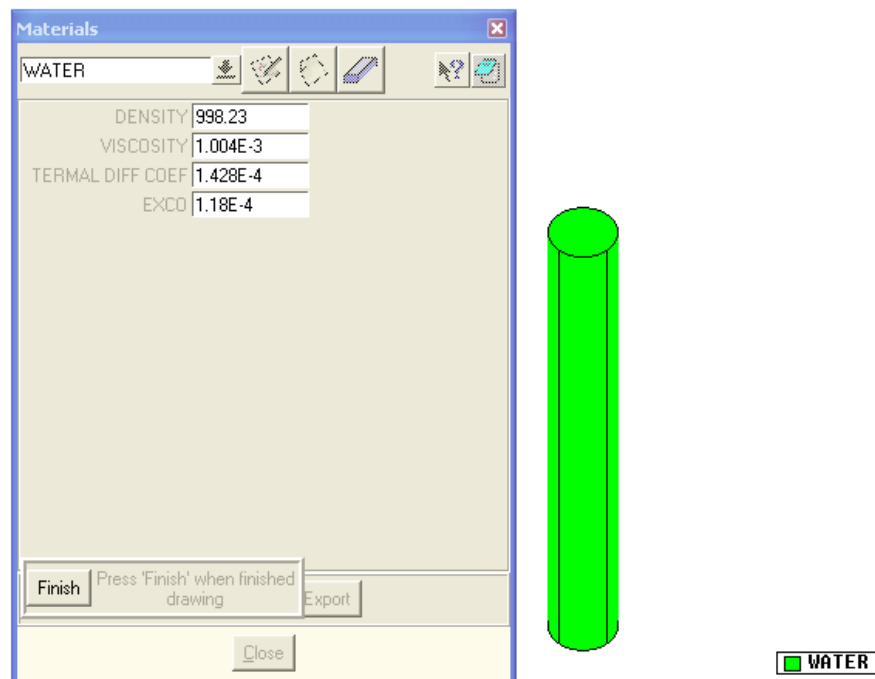 Materials
WATER
DENSITY 998.23
VISCOSITY 1.004E-3
TERMAL DIFF COEF 1.428E-4
EXCO 1.18E-4
Finish
Press 'Finish' when finished
drawing
Export
Close
WATER